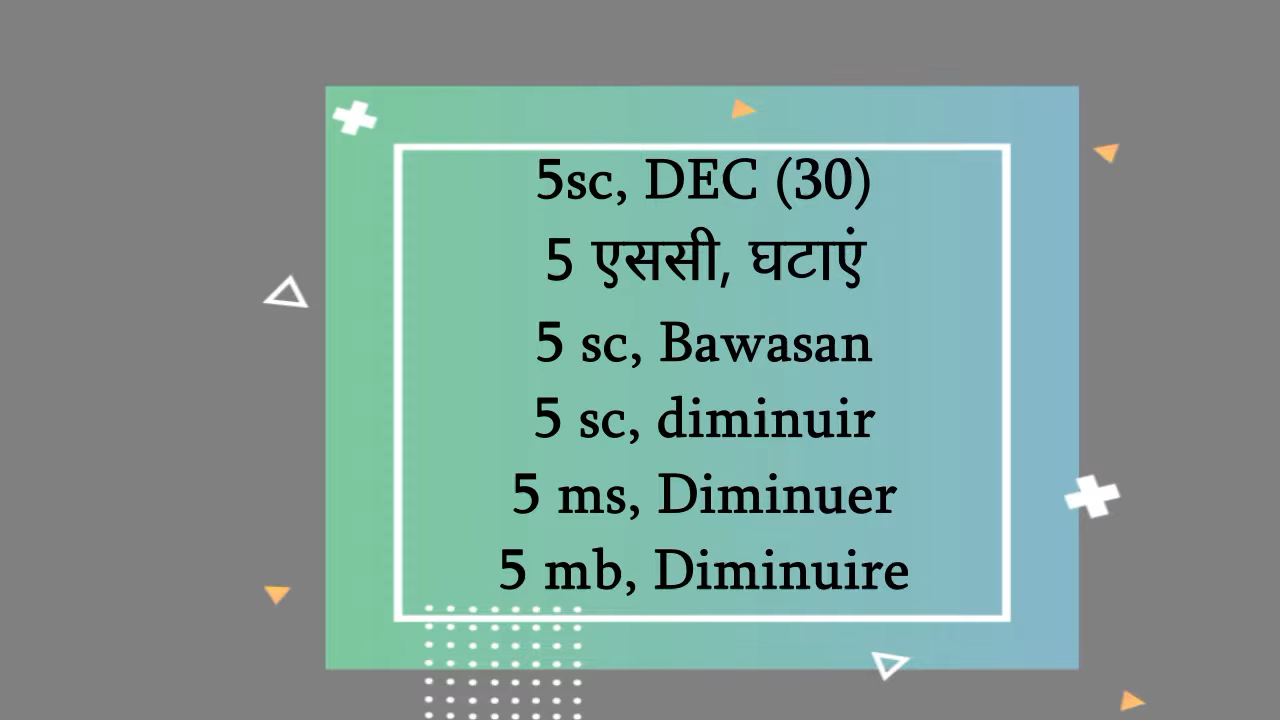 5sc, DEC (30)
5 एससी, घटाएं
5 sc, Bawasan
5 sc, diminuir
5 ms, Diminuer
5 mb, Diminuire